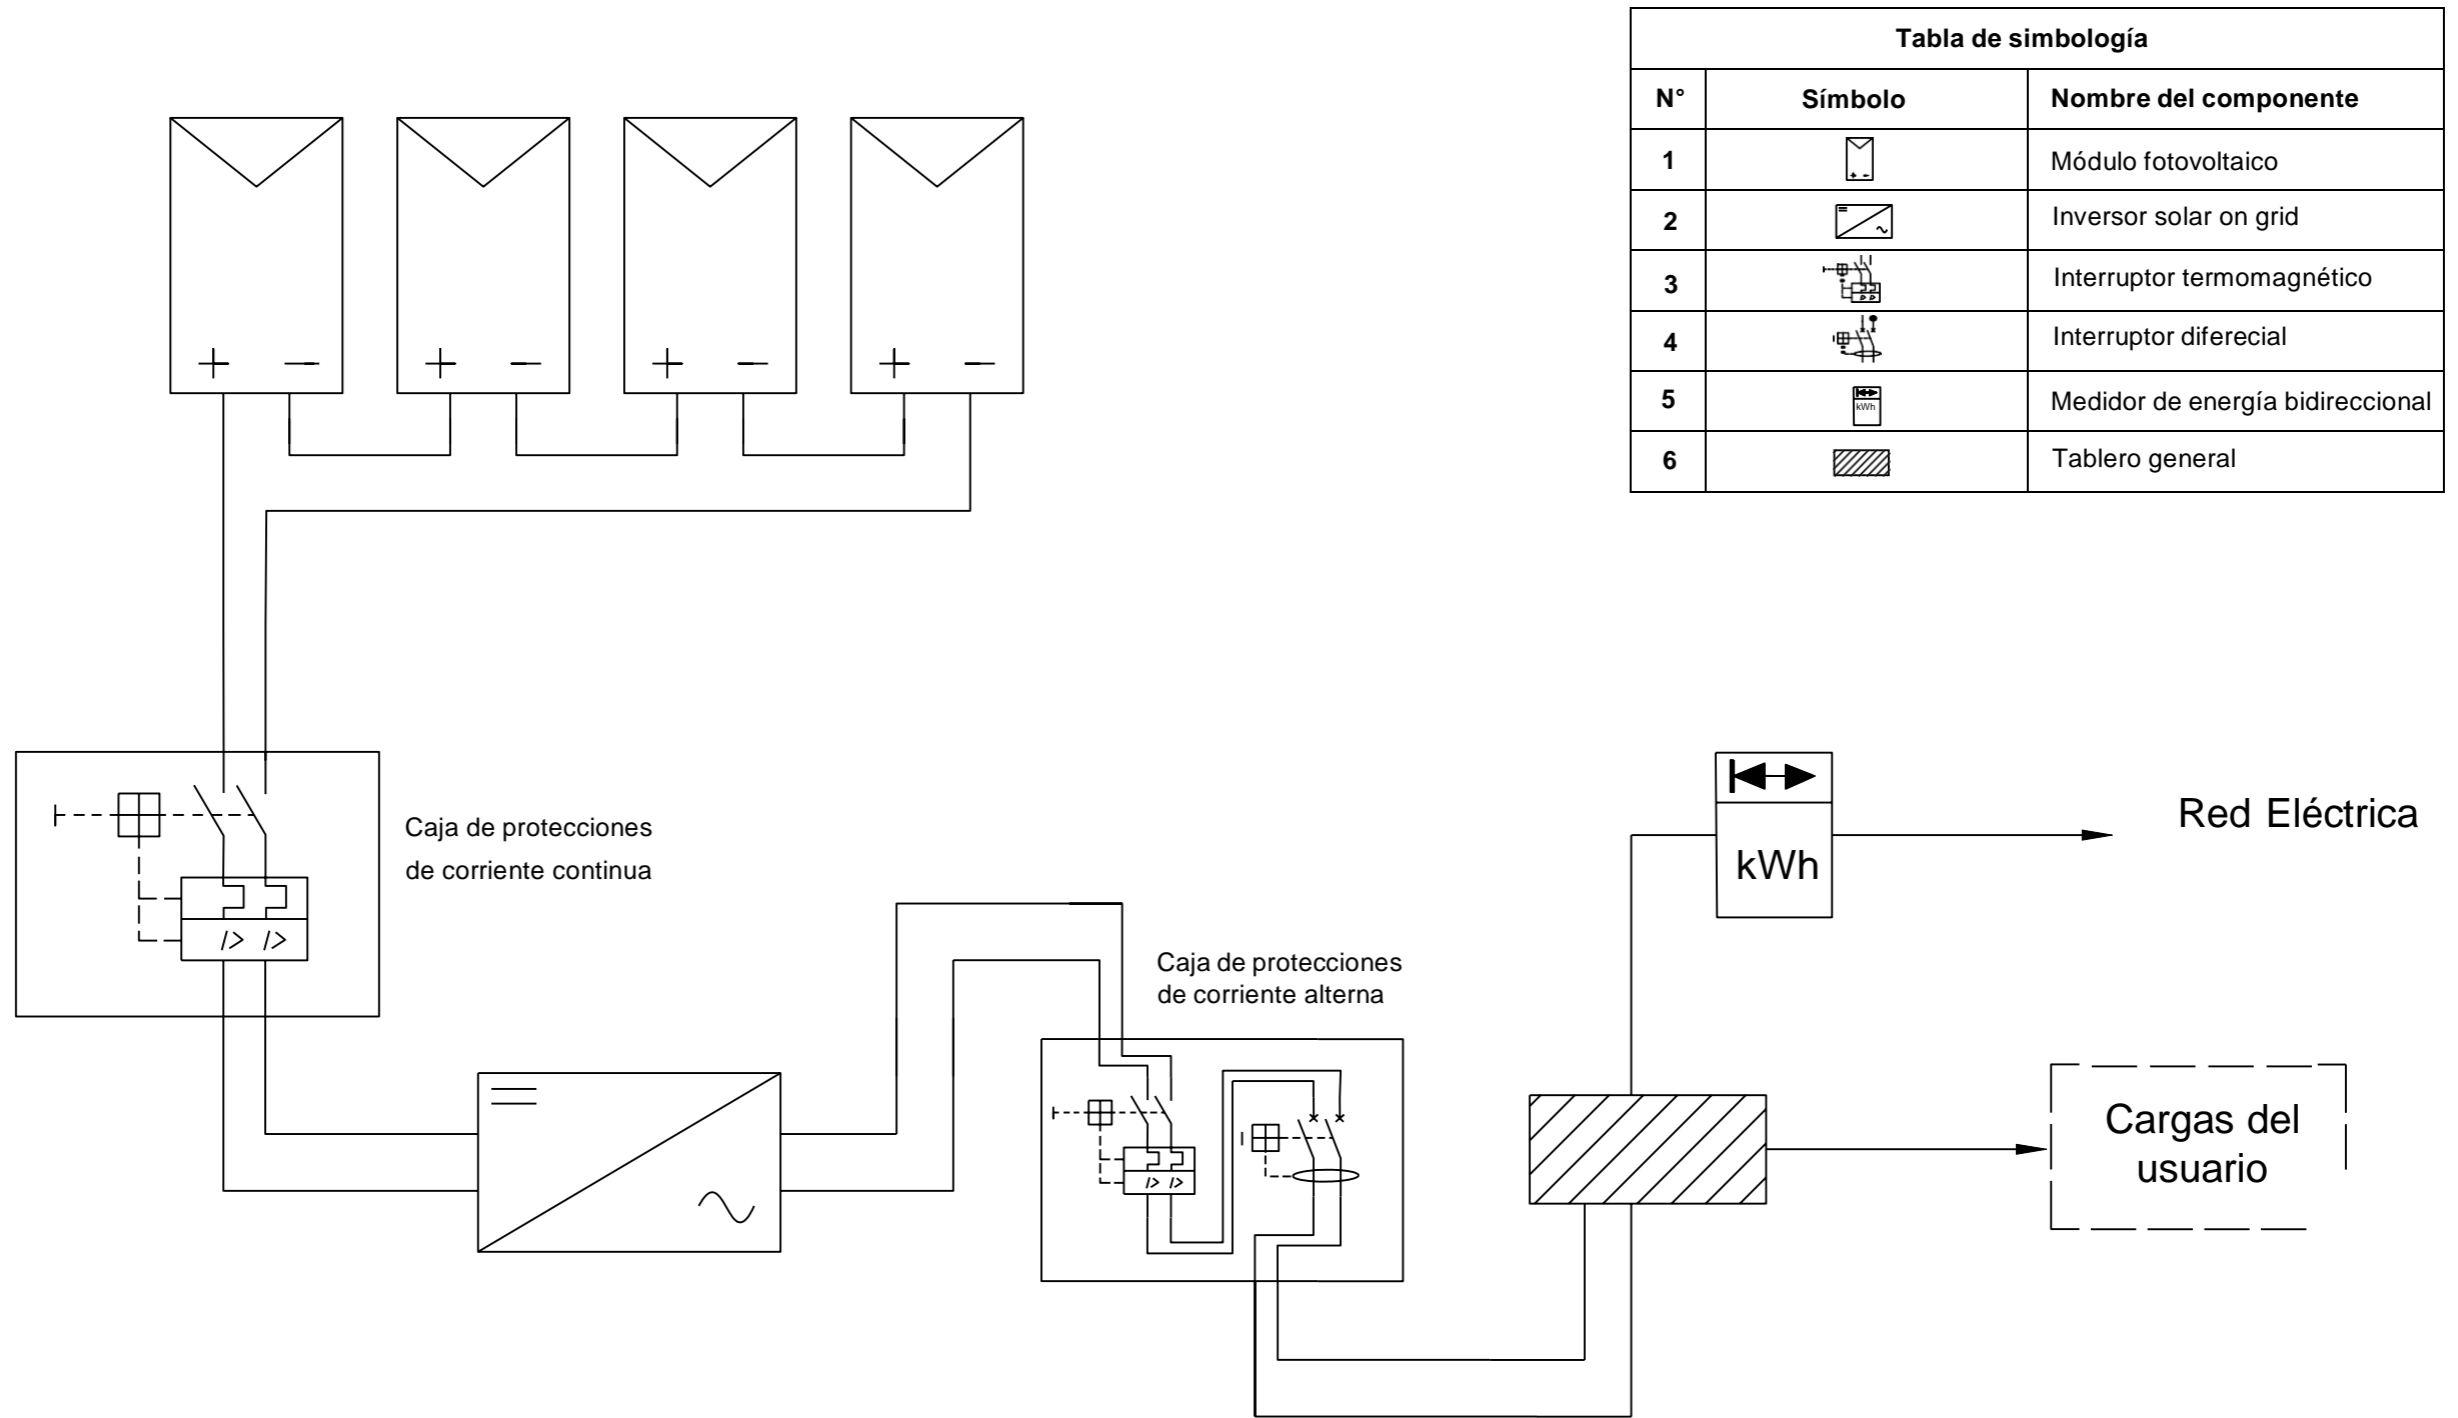 Tabla de simbología
N° Símbolo Nombre del componente
1 + - Módulo fotovoltaico
2 Inversor solar on grid
3 Interruptor termomagnético
4 Interruptor diferecial
5 kWh Medidor de energía bidireccional
6 Tablero general
+ - + - + - + -
Caja de protecciones
de corriente continua
I> I>
Caja de protecciones
de corriente alterna
I> I>
kWh
Red Eléctrica
Cargas del
usuario